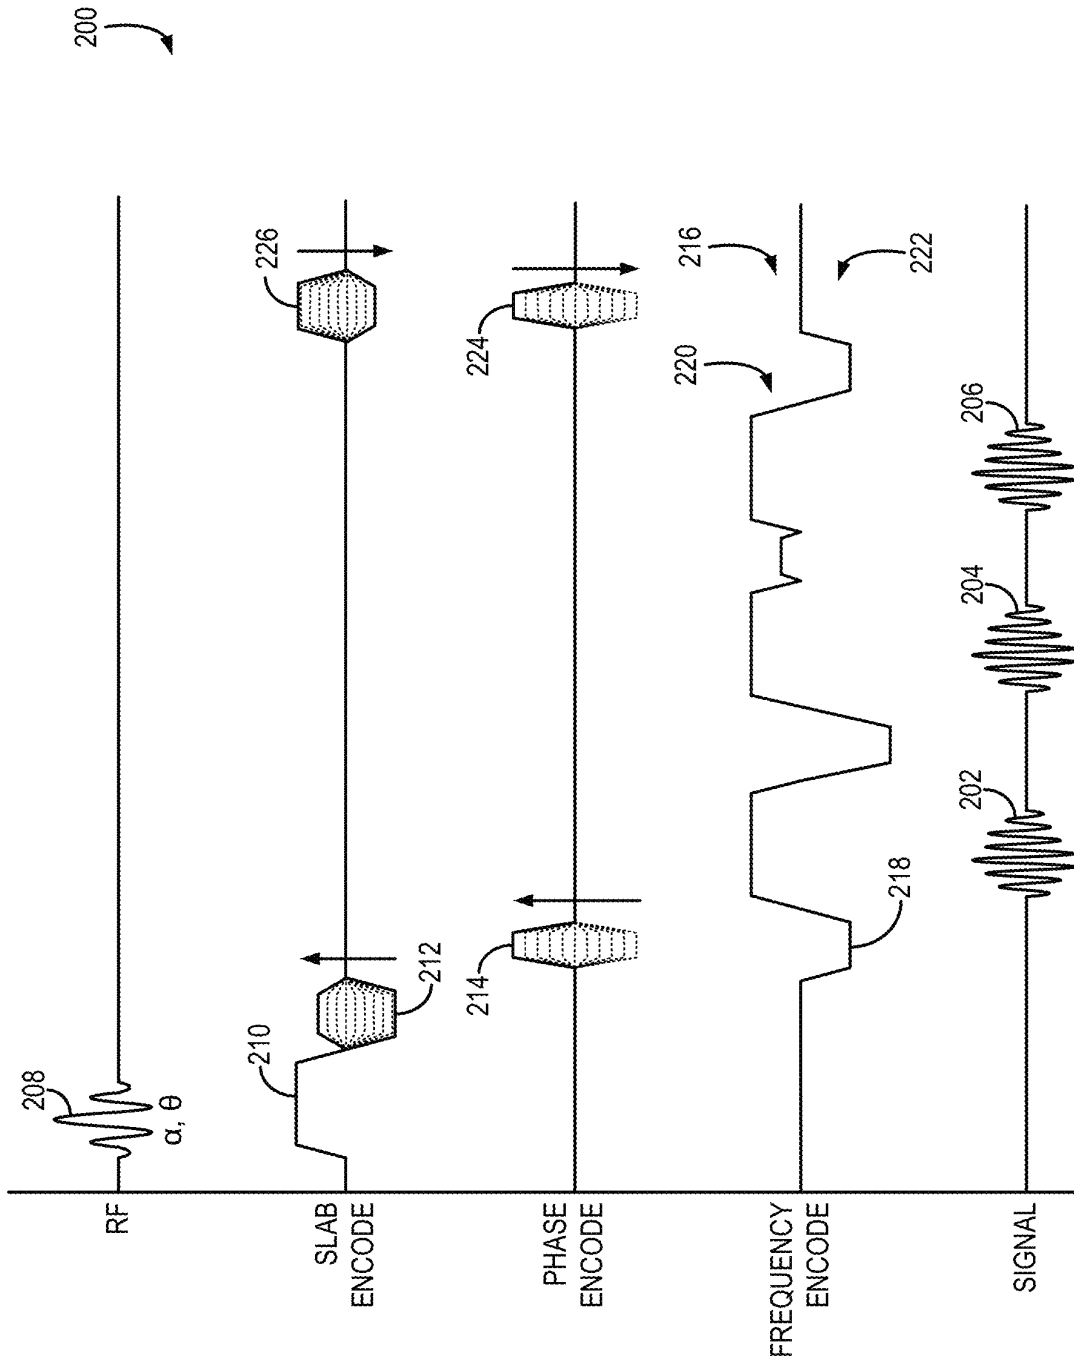 200
208
α, θ
RF
210
212
226
SLAB
ENCODE
214
224
PHASE
ENCODE
216
218
220
222
FREQUENCY
ENCODE
202
204
206
SIGNAL